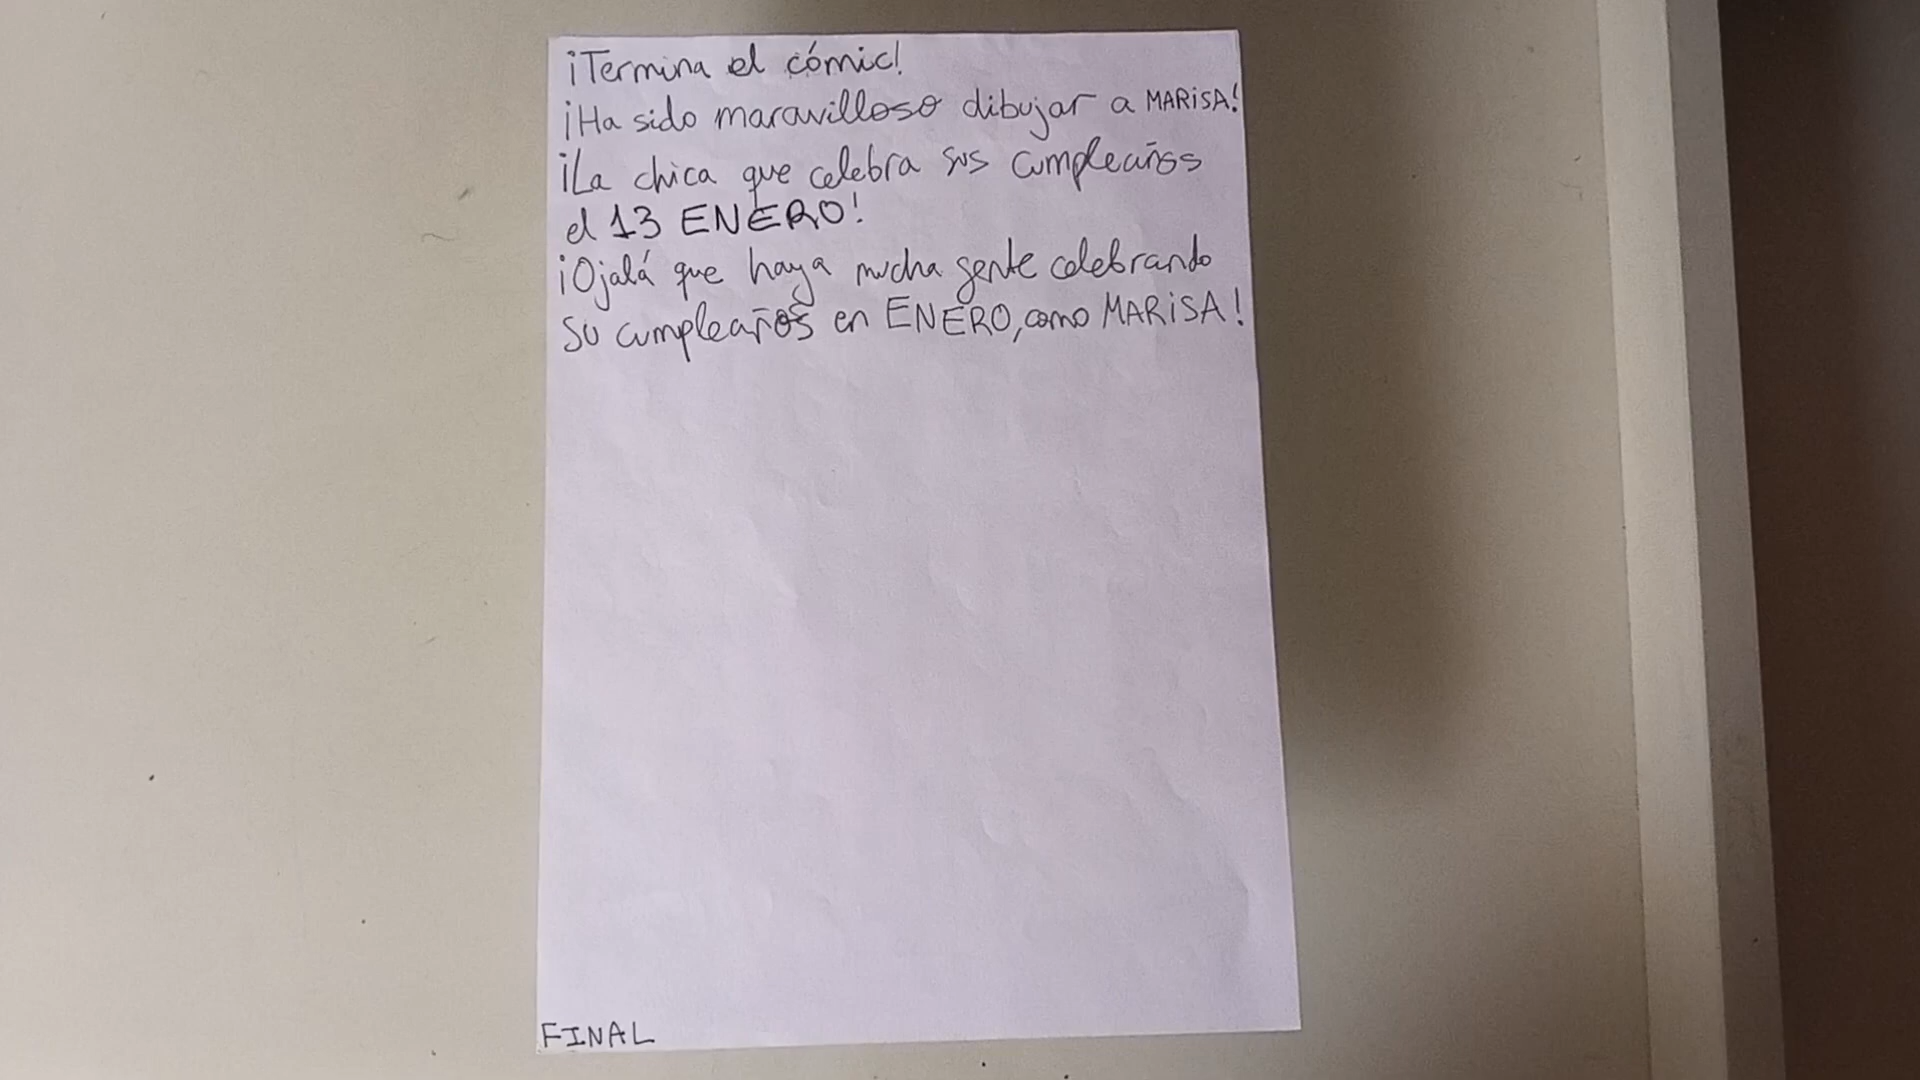 ¡Termina el cómic!
¡Ha sido maravilloso dibujar a MARiSA!
¡La chica que celebra sus cumpleaños
el 13 ENERO!
¡Ojalá que haya mucha gente celebrando
su cumpleaños en ENERO, como MARiSA!
FINAL